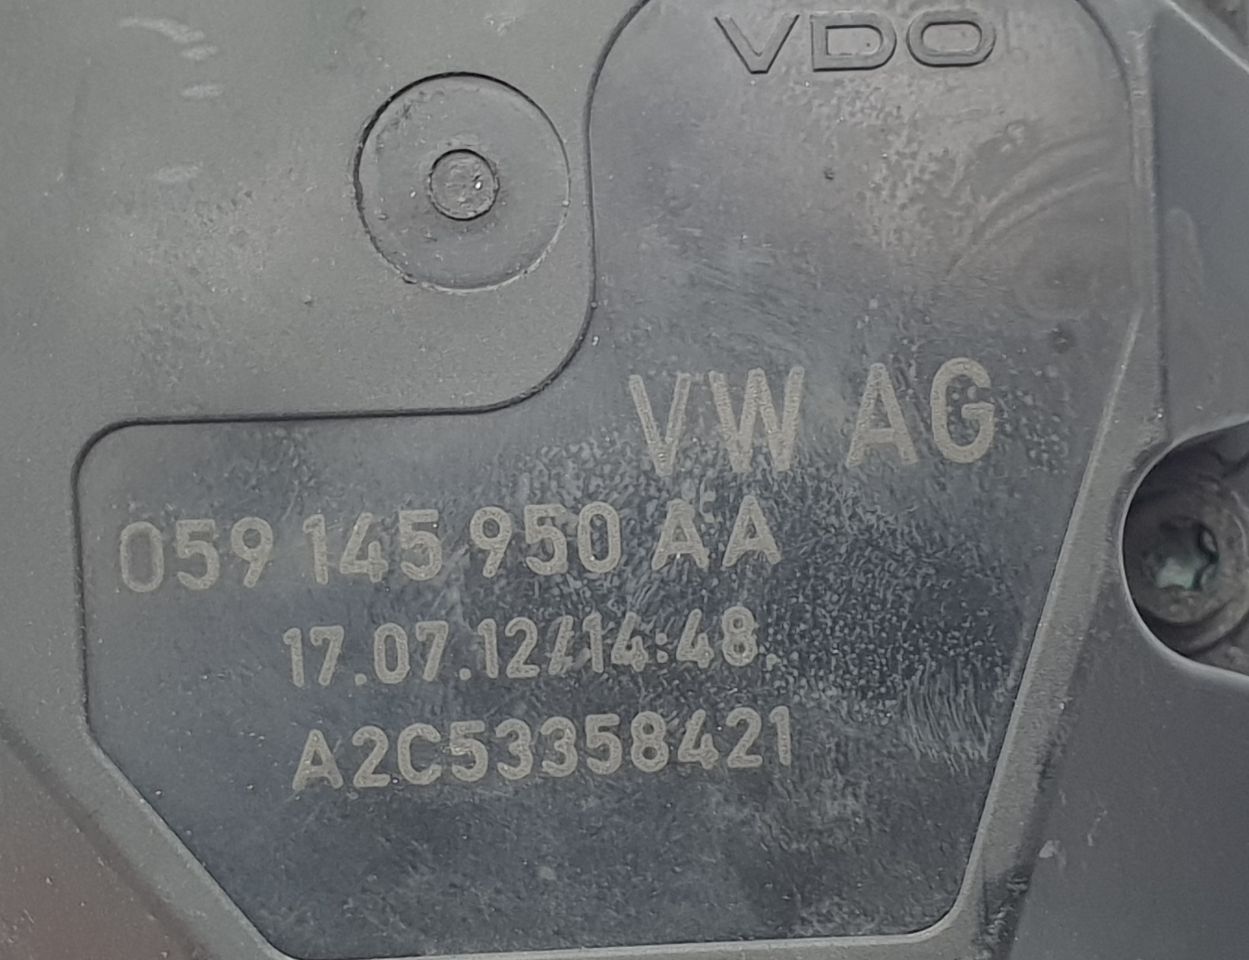 VDO
VW AG
059 145 950 AA
17.07.12/14:48
A2C53358421